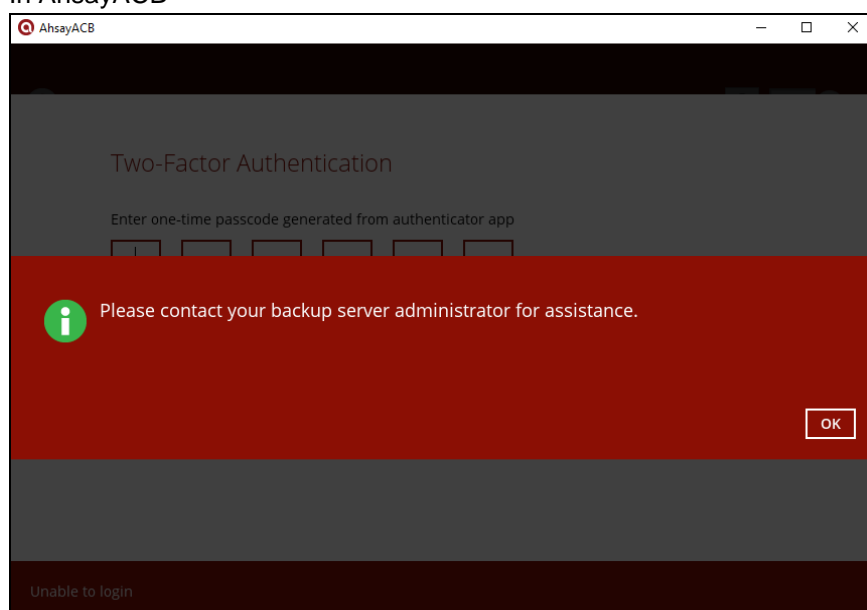 in AhsayACB
AhsayACB
Two-Factor Authentication
Enter one-time passcode generated from authenticator app
Please contact your backup server administrator for assistance.
OK
Unable to login